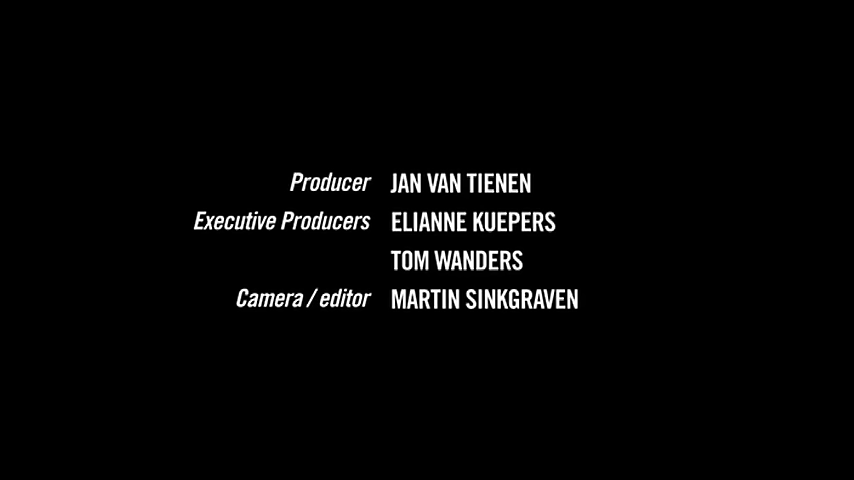 Producer JAN VAN TIENEN
Executive Producers ELIANNE KUEPERS
TOM WANDERS
Camera / editor MARTIN SINKGRAVEN